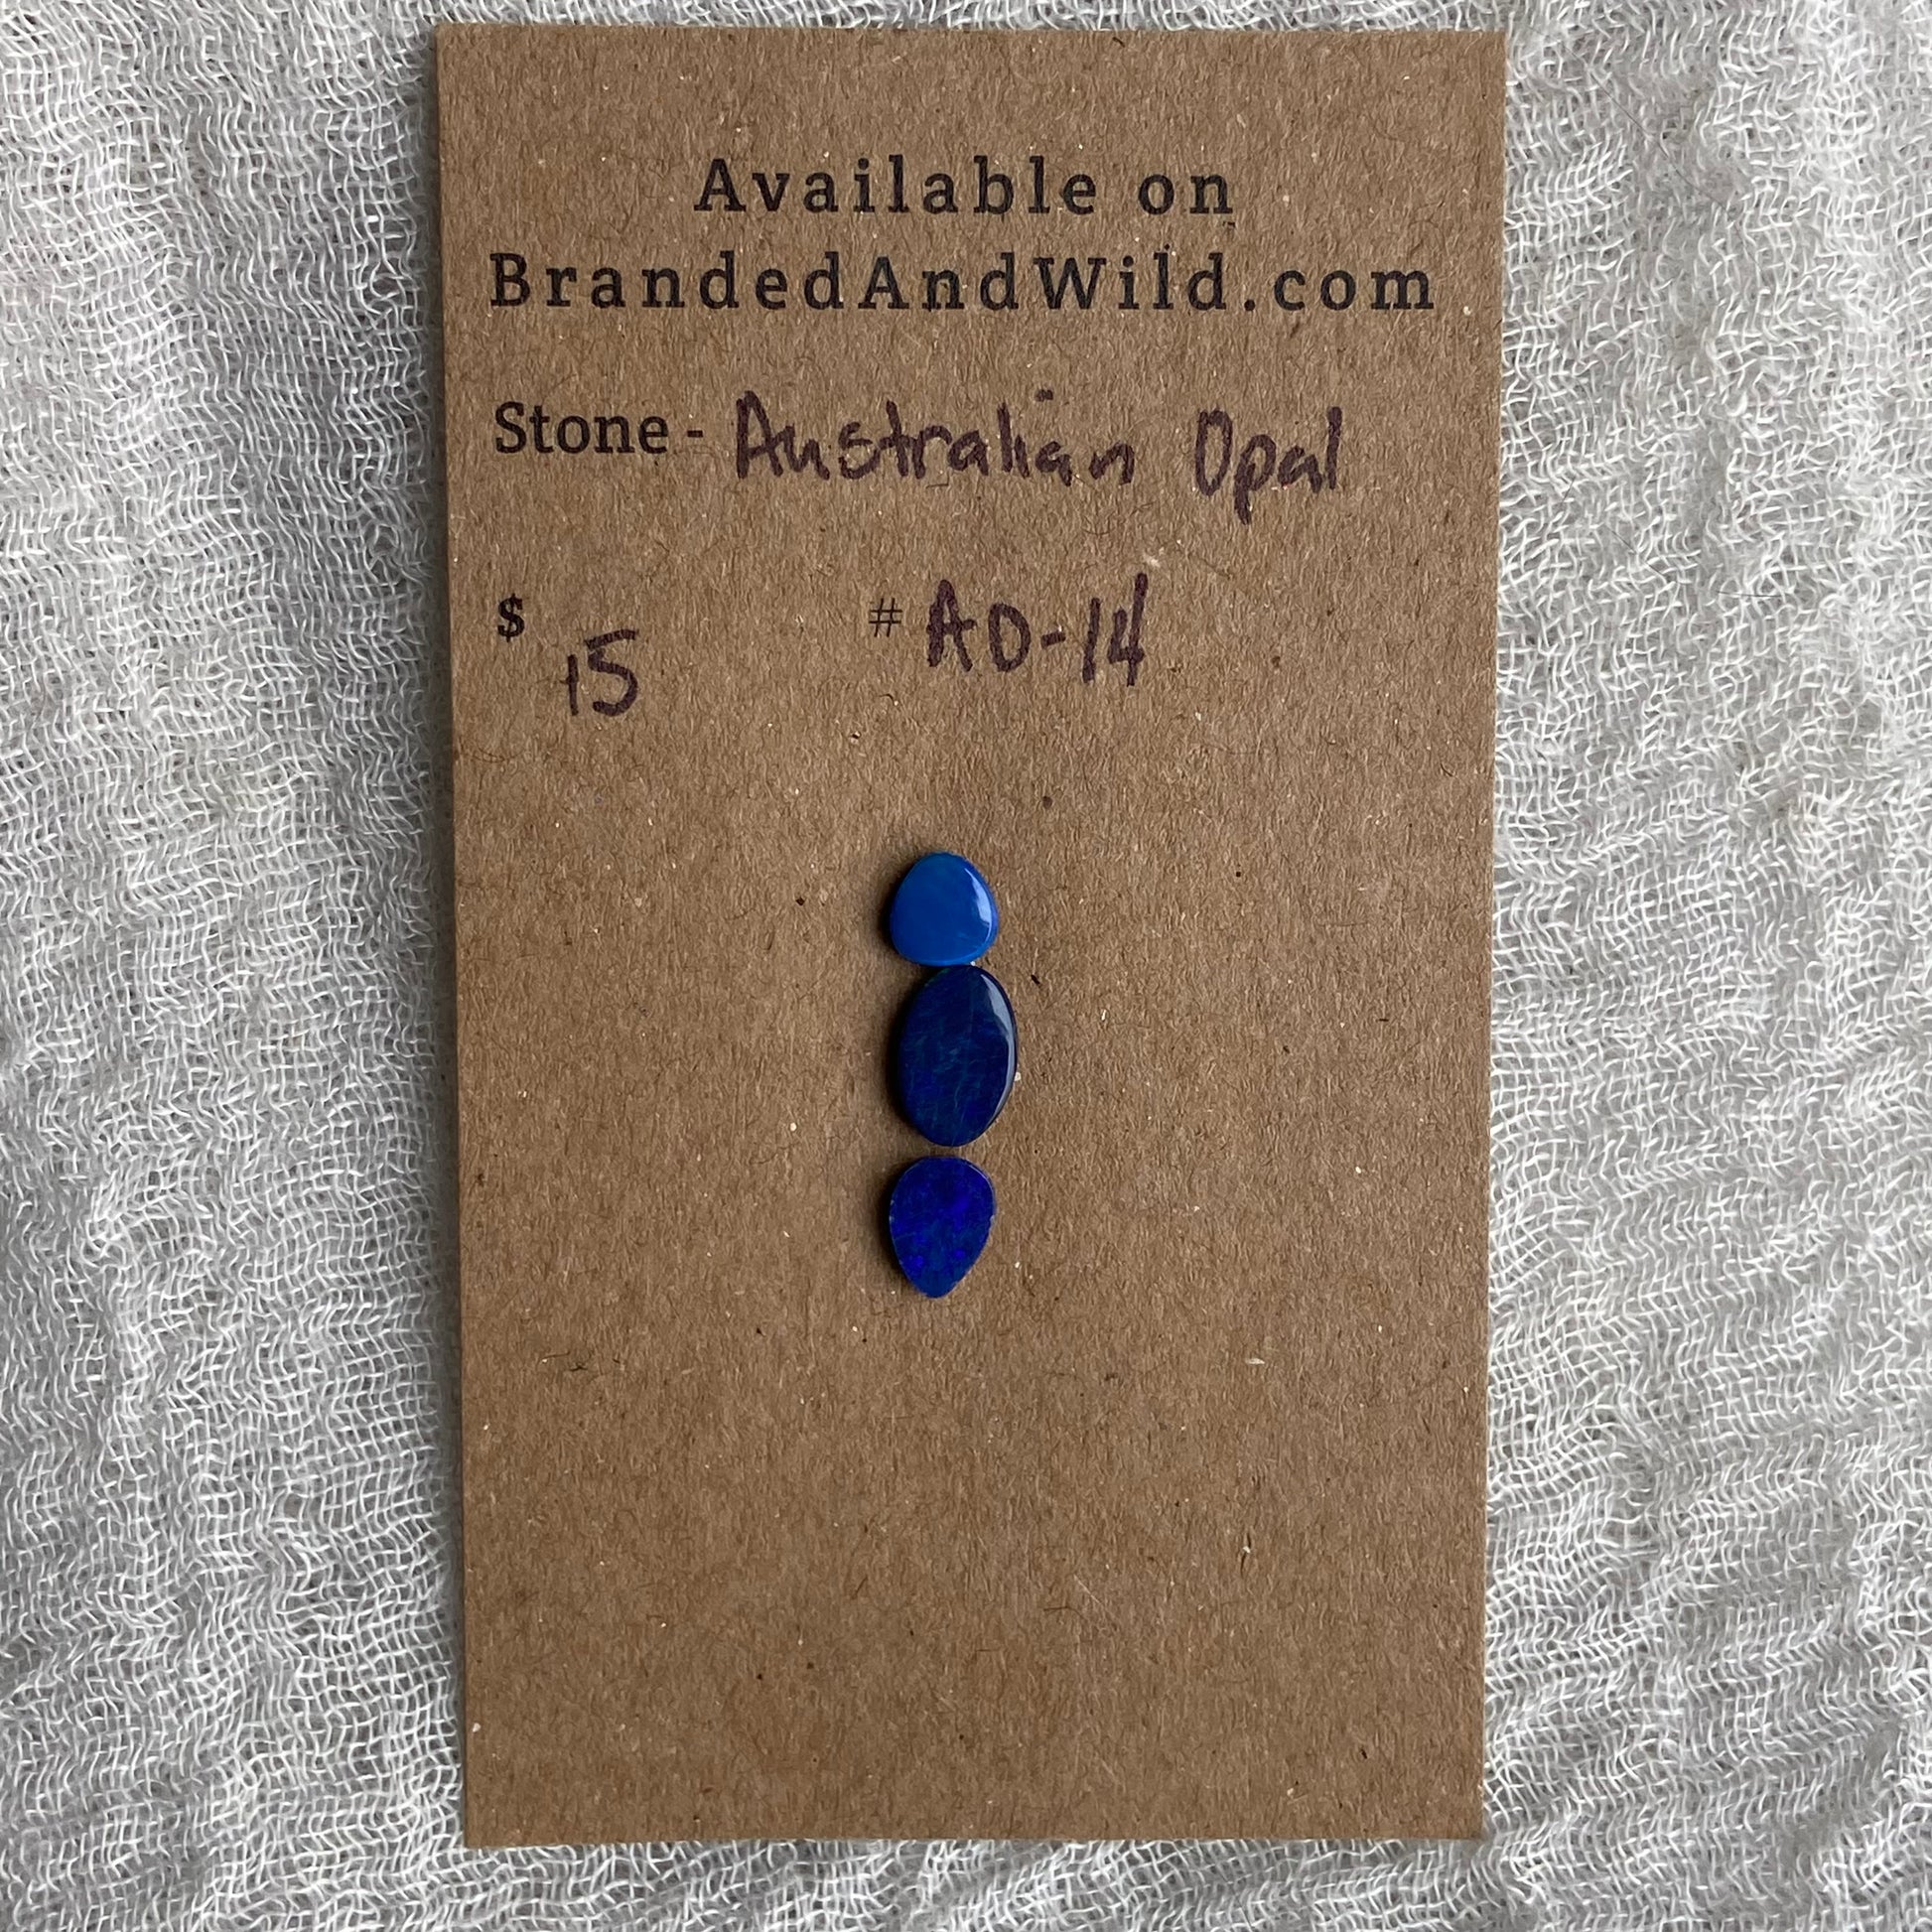 Available on
BrandedAndWild.com
Stone - Australian Opal
$ 15 # AO-14